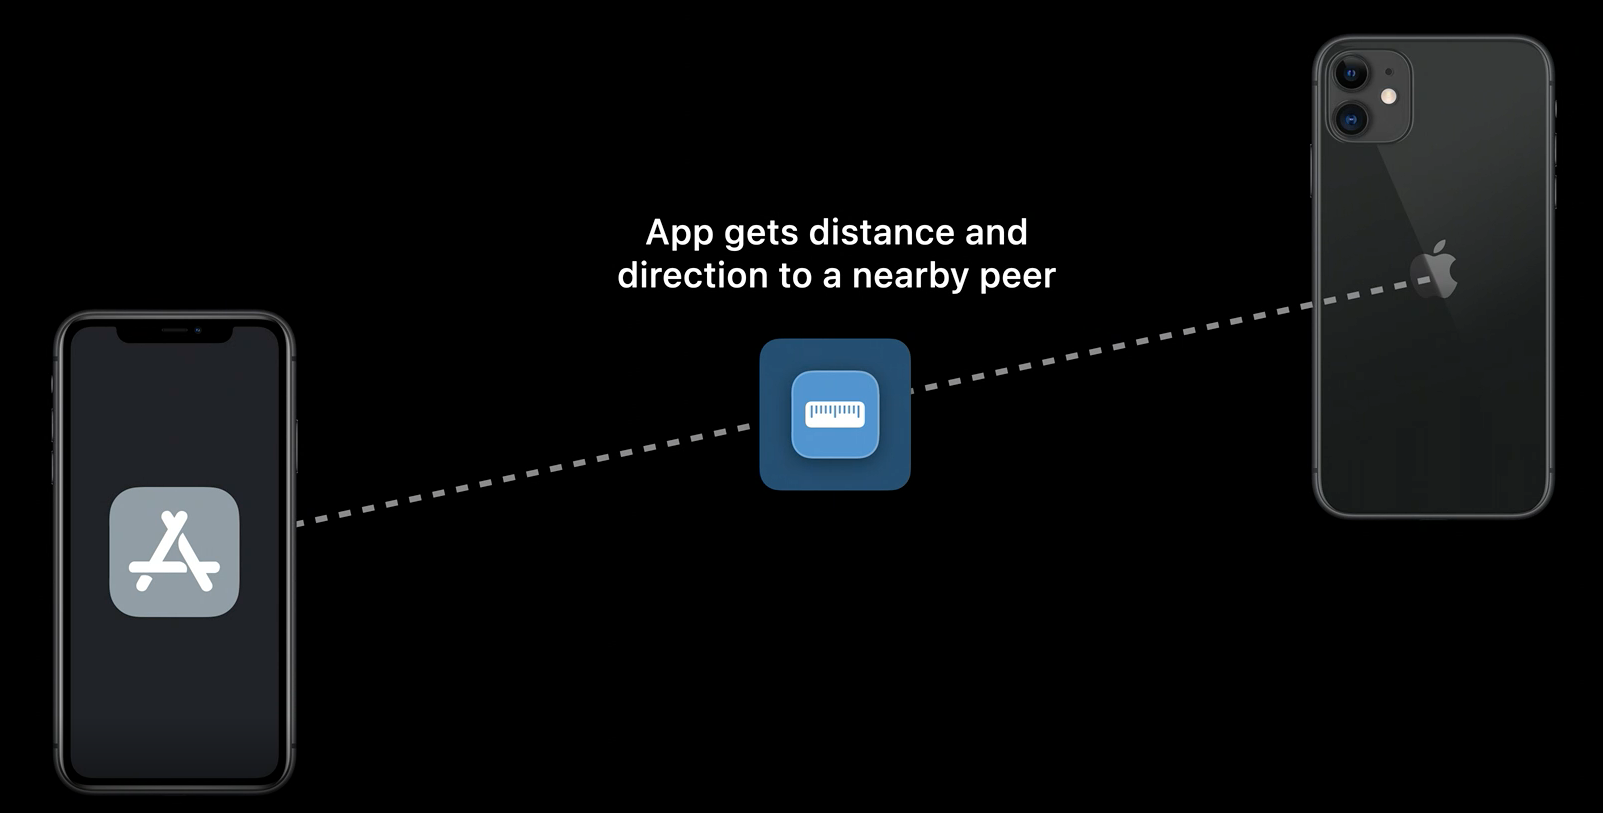 App gets distance and
direction to a nearby peer